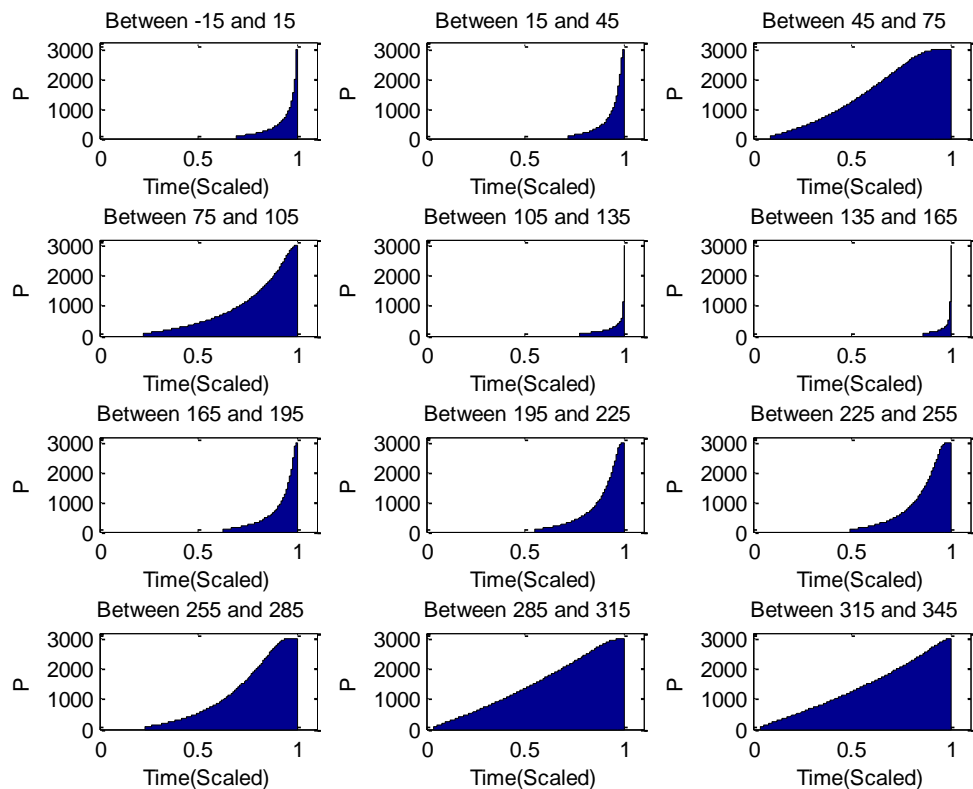 Between -15 and 15
Between 15 and 45
Between 45 and 75
3000
2000
1000
0
P
0
0.5
1
Time(Scaled)
3000
2000
1000
0
P
0
0.5
1
Time(Scaled)
3000
2000
1000
0
P
0
0.5
1
Time(Scaled)
Between 75 and 105
Between 105 and 135
Between 135 and 165
3000
2000
1000
0
P
0
0.5
1
Time(Scaled)
3000
2000
1000
0
P
0
0.5
1
Time(Scaled)
3000
2000
1000
0
P
0
0.5
1
Time(Scaled)
Between 165 and 195
Between 195 and 225
Between 225 and 255
3000
2000
1000
0
P
0
0.5
1
Time(Scaled)
3000
2000
1000
0
P
0
0.5
1
Time(Scaled)
3000
2000
1000
0
P
0
0.5
1
Time(Scaled)
Between 255 and 285
Between 285 and 315
Between 315 and 345
3000
2000
1000
0
P
0
0.5
1
Time(Scaled)
3000
2000
1000
0
P
0
0.5
1
Time(Scaled)
3000
2000
1000
0
P
0
0.5
1
Time(Scaled)